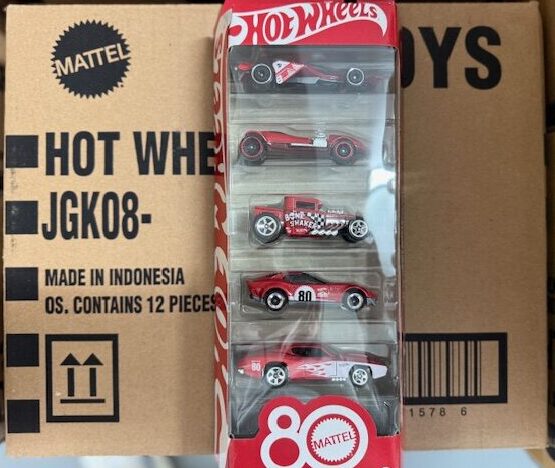 MATTEL
HOT WHE
JGK08-
MADE IN INDONESIA
OS. CONTAINS 12 PIECES
HOT WHEELS
BONE
SHAKER
80
80
80
MATTEL
OYS
1578 6